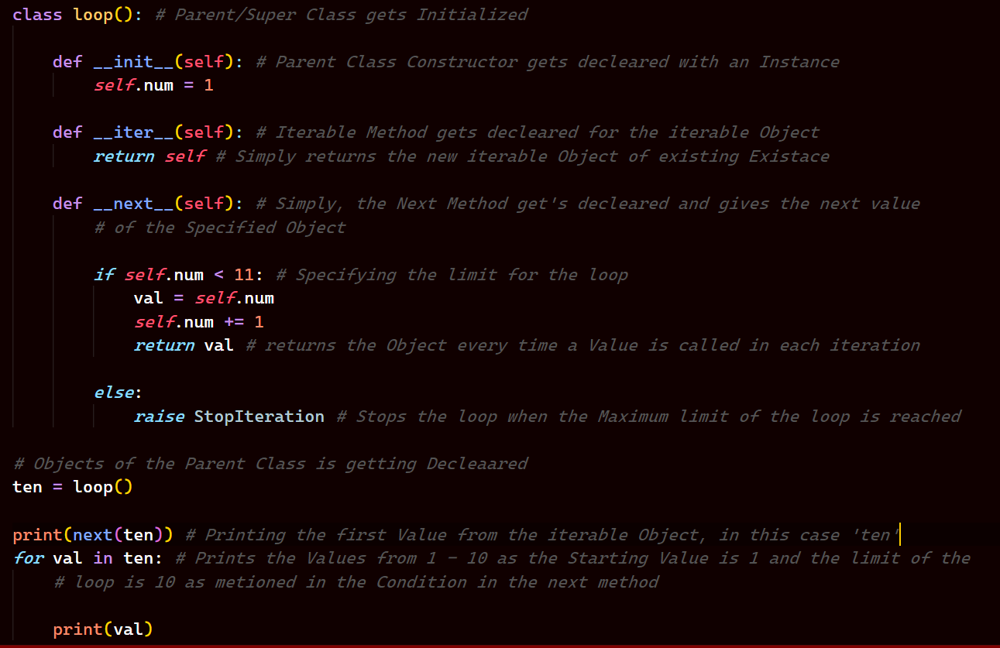 class loop(): # Parent/Super Class gets Initialized
def __init__(self): # Parent Class Constructor gets decleared with an Instance
self.num = 1
def __iter__(self): # Iterable Method gets decleared for the iterable Object
return self # Simply returns the new iterable Object of existing Existace
def __next__(self): # Simply, the Next Method get's decleared and gives the next value
# of the Specified Object
if self.num < 11: # Specifying the limit for the loop
val = self.num
self.num += 1
return val # returns the Object every time a Value is called in each iteration
else:
raise StopIteration # Stops the loop when the Maximum limit of the loop is reached
# Objects of the Parent Class is getting Decleaared
ten = loop()
print(next(ten)) # Printing the first Value from the iterable Object, in this case 'ten'
for val in ten: # Prints the Values from 1 - 10 as the Starting Value is 1 and the limit of the
# loop is 10 as metioned in the Condition in the next method
print(val)